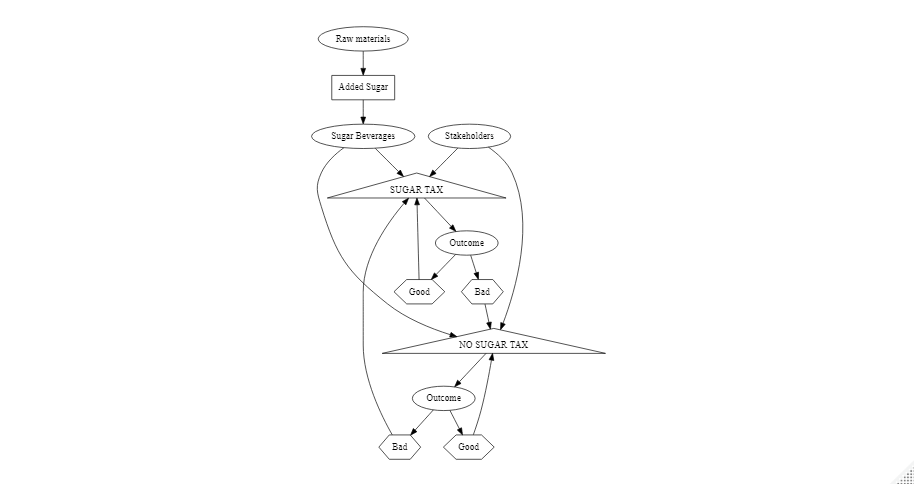 Raw materials
Added Sugar
Sugar Beverages
Stakeholders
SUGAR TAX
Outcome
Good
Bad
NO SUGAR TAX
Outcome
Bad
Good